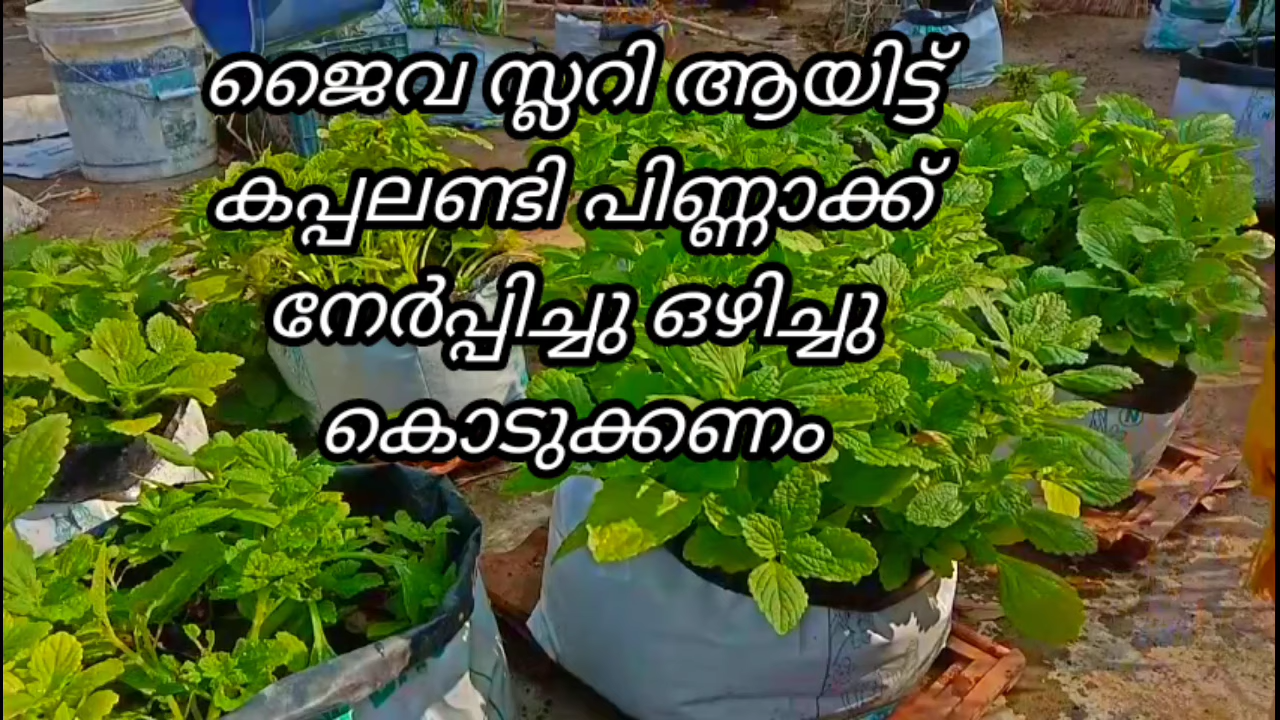 ജൈവ സ്ലറി ആയിട്ട്
കപ്പലണ്ടി പിണ്ണാക്ക്
നേർപ്പിച്ചു ഒഴിച്ചു
കൊടുക്കണം